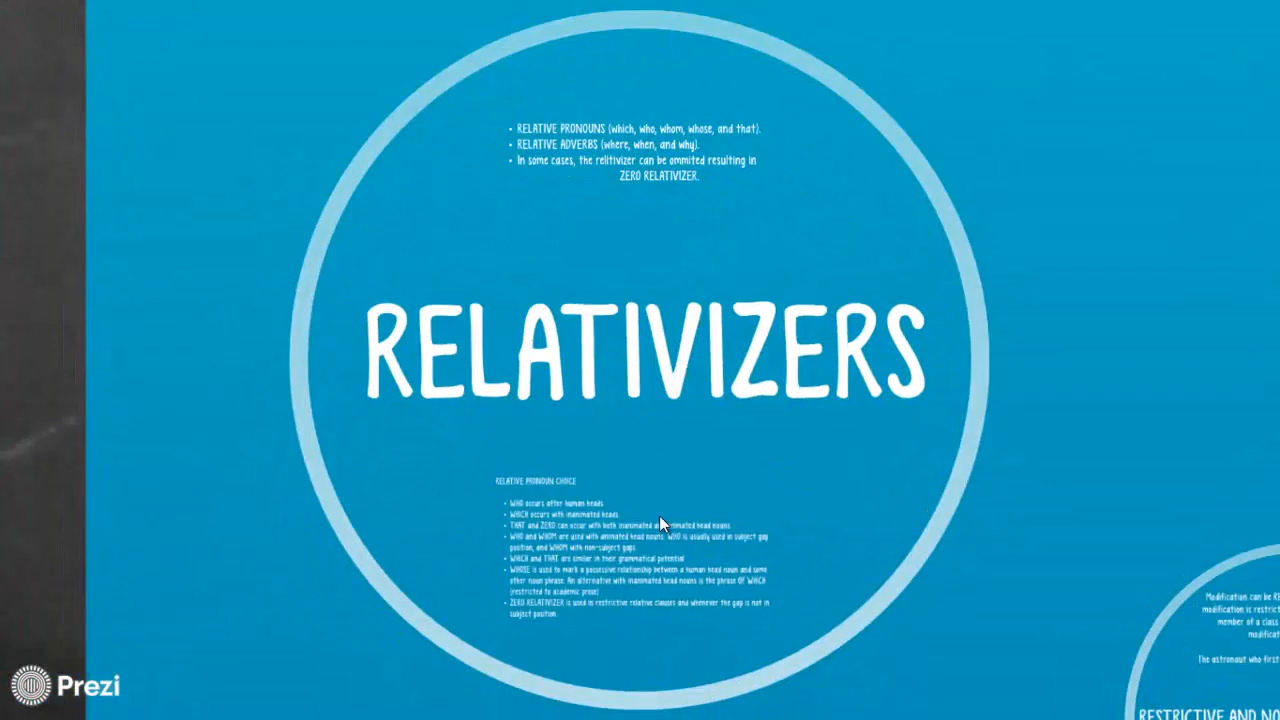 • RELATIVE PRONOUNS (which, who, whom, whose, and that).
• RELATIVE ADVERBS (where, when, and why).
• In some cases, the relitivizer can be ommited resulting in
ZERO RELATIVIZER.
RELATIVIZERS
RELATIVE PRONOUN CHOICE
• WHO occurs after human heads
• WHICH occurs with inanimated heads.
• THAT and ZERO can occur with both inanimated animated head nouns.
• WHO and WHOM are used with animated head nouns. WHO is usually used in subject gap
position, and WHOM with non-subject gaps.
• WHICH and THAT are similar in their grammatical potential
• WHOSE is used to mark a possessive relationship between a human head noun and some
other noun phrase. An alternative with inanimated head nouns is the phrase OF WHICH
(restricted to academic prose)
• ZERO RELATIVIZER is used in restrictive relative clauses and whenever the gap is not in
subject position.
Modification can be
modification is restrict
member of a class
modificat
The astronaut who first
RESTRICTIVE AND NO
Prezi